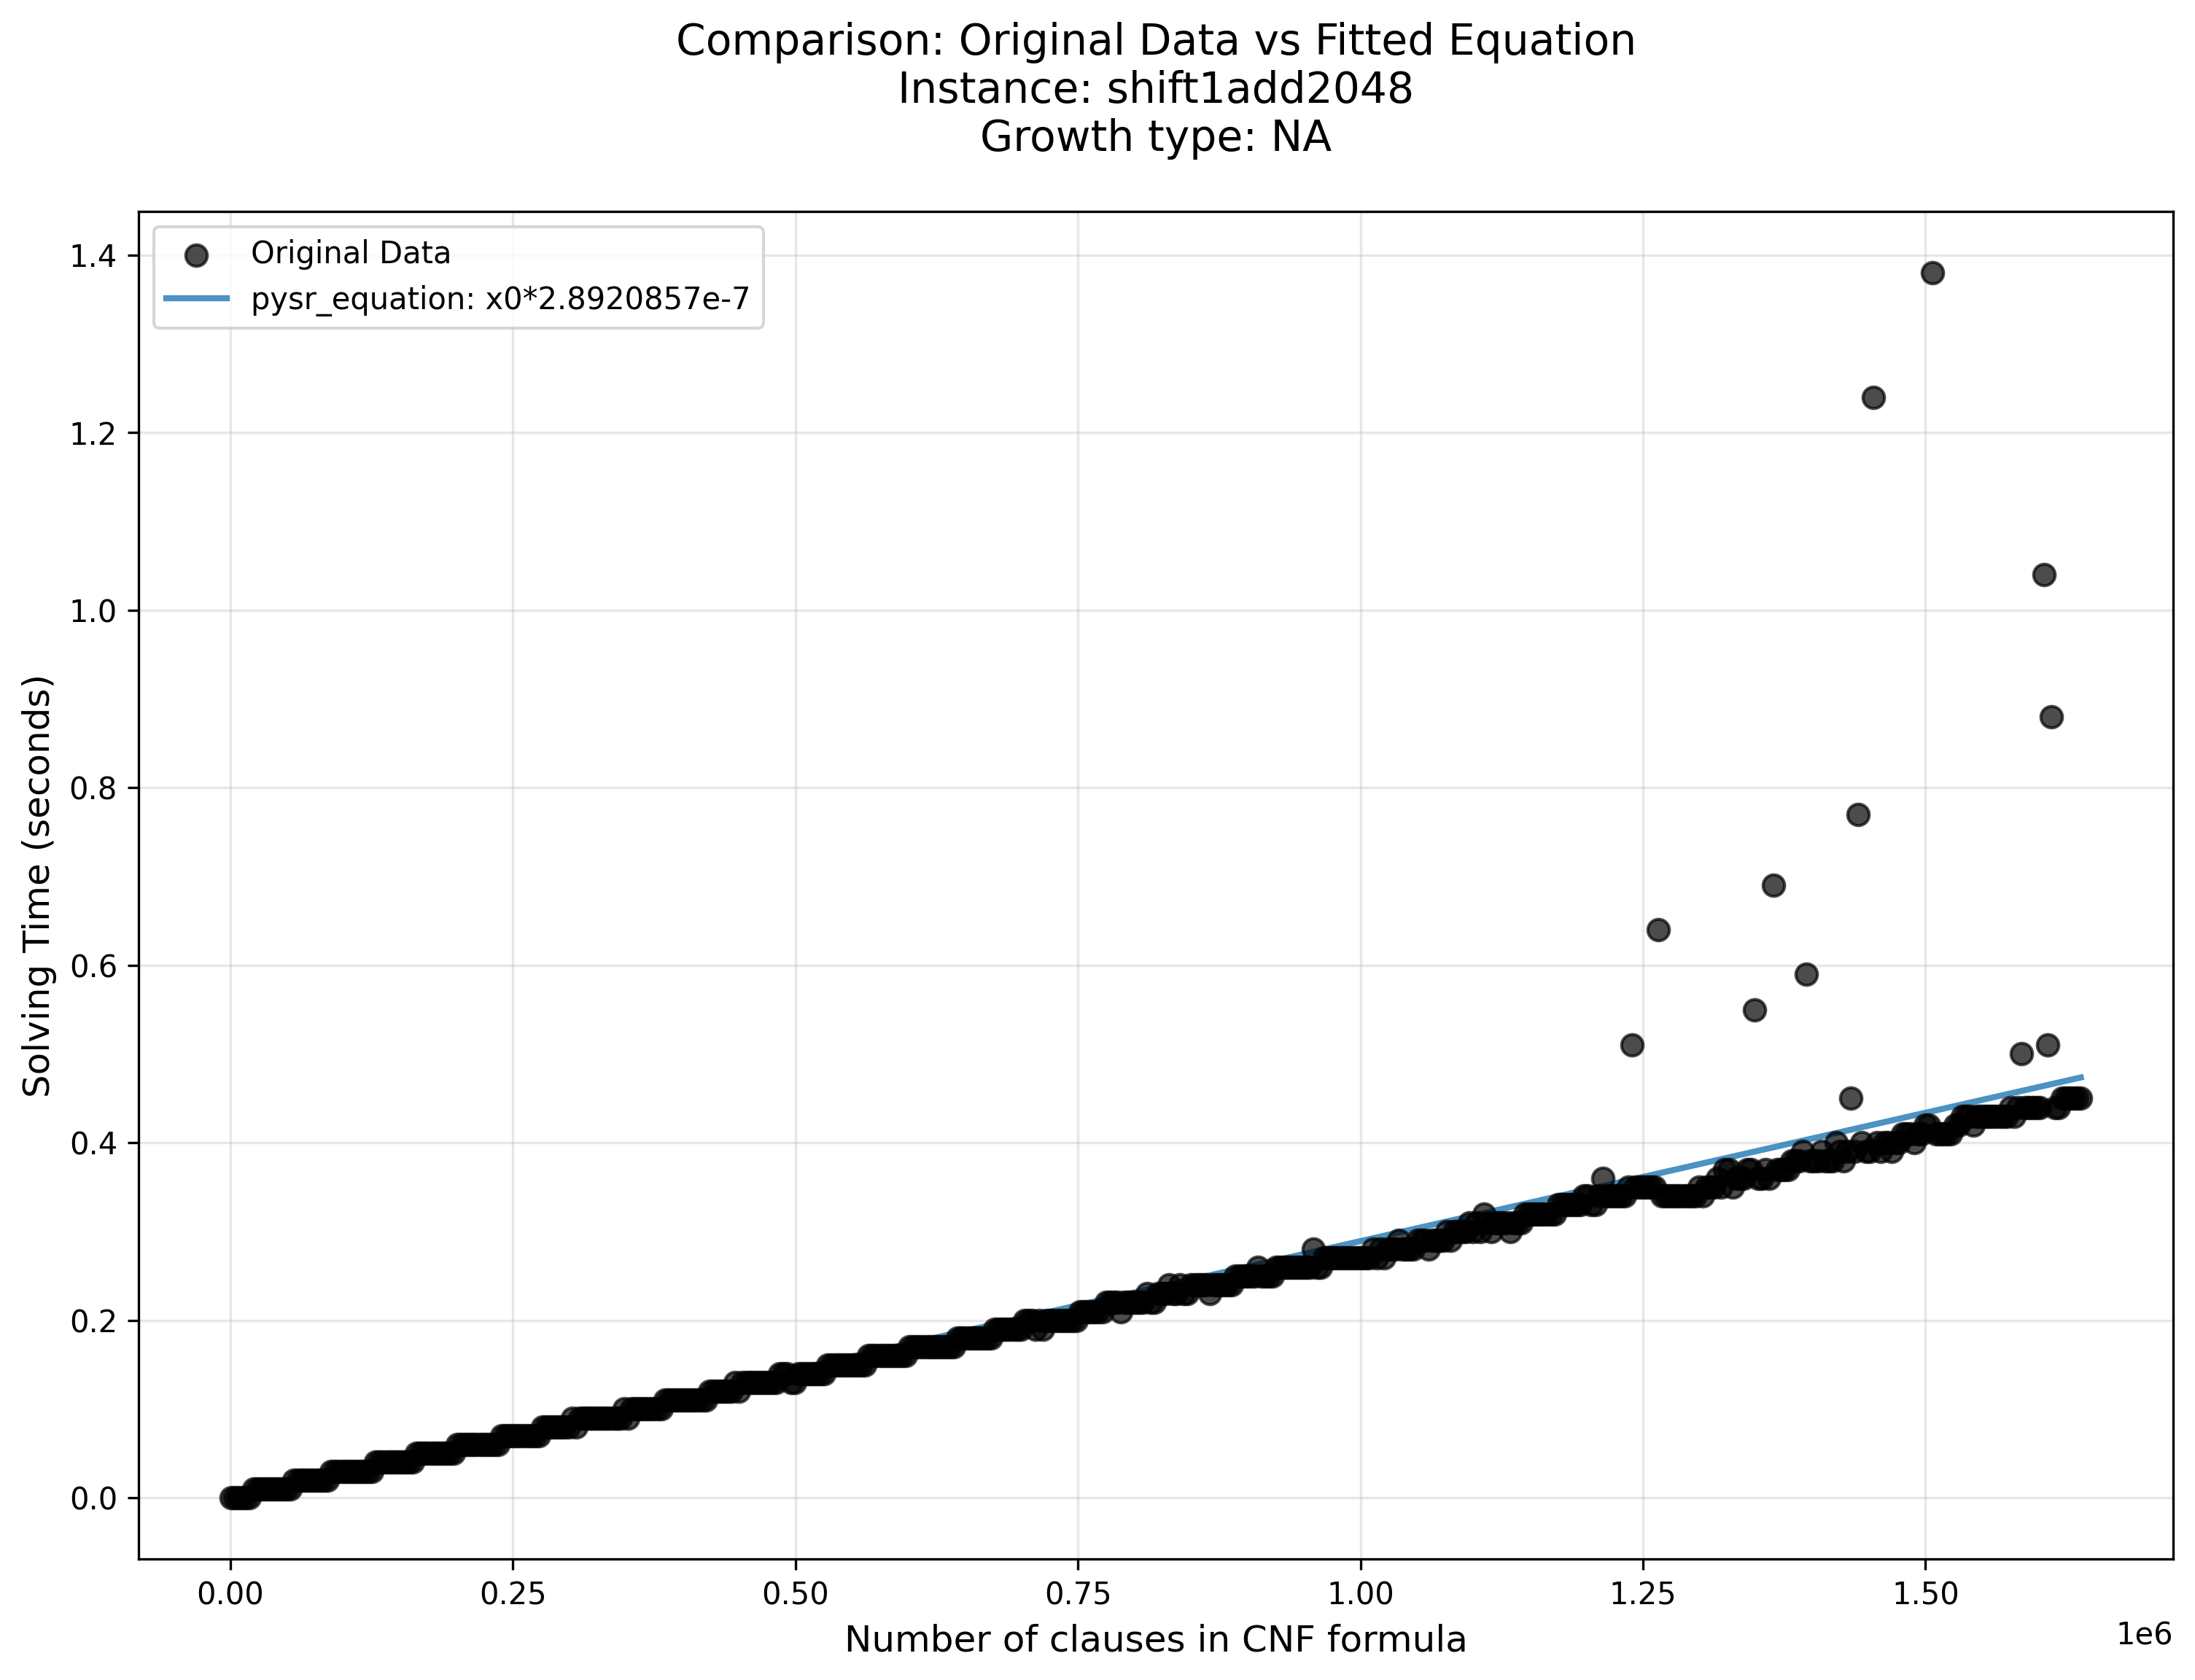 Comparison: Original Data vs Fitted Equation
Instance: shift1add2048
Growth type: NA
Original Data
pysr_equation: x0*2.8920857e-7
1.4
1.2
1.0
0.8
0.6
0.4
0.2
0.0
Solving Time (seconds)
0.00
0.25
0.50
0.75
1.00
1.25
1.50
1e6
Number of clauses in CNF formula